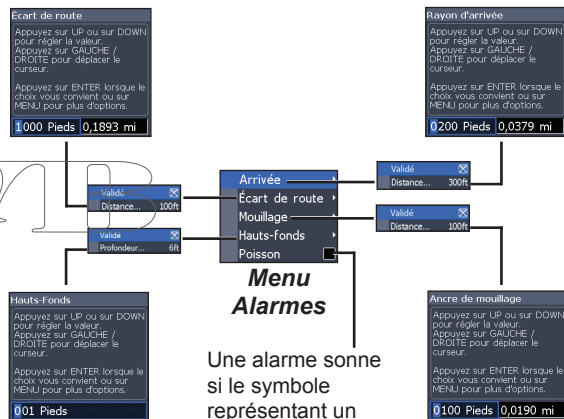 Écart de route
Appuyez sur UP ou sur DOWN
pour régler la valeur.
Appuyez sur GAUCHE /
DROITE pour déplacer le
curseur.
Appuyez sur ENTER lorsque le
choix vous convient ou sur
MENU pour plus d'options.
1000 Pieds 0,1893 mi
Rayon d'arrivée
Appuyez sur UP ou sur DOWN
pour régler la valeur.
Appuyez sur GAUCHE /
DROITE pour déplacer le
curseur.
Appuyez sur ENTER lorsque le
choix vous convient ou sur
MENU pour plus d'options.
0200 Pieds 0,0379 mi
Validé
Distance... 100ft
Validé
Profondeur... 6ft
Arrivée
Écart de route
Mouillage
Hauts-fonds
Poisson
Validé
Distance... 300ft
Validé
Distance... 100ft
Menu
Alarmes
Hauts-Fonds
Appuyez sur UP ou sur DOWN
pour régler la valeur.
Appuyez sur GAUCHE /
DROITE pour déplacer le
curseur.
Appuyez sur ENTER lorsque le
choix vous convient ou sur
MENU pour plus d'options.
001 Pieds
Une alarme sonne
si le symbole
représentant un
Ancre de mouillage
Appuyez sur UP ou sur DOWN
pour régler la valeur.
Appuyez sur GAUCHE /
DROITE pour déplacer le
curseur.
Appuyez sur ENTER lorsque le
choix vous convient ou sur
MENU pour plus d'options.
0100 Pieds 0,0190 mi